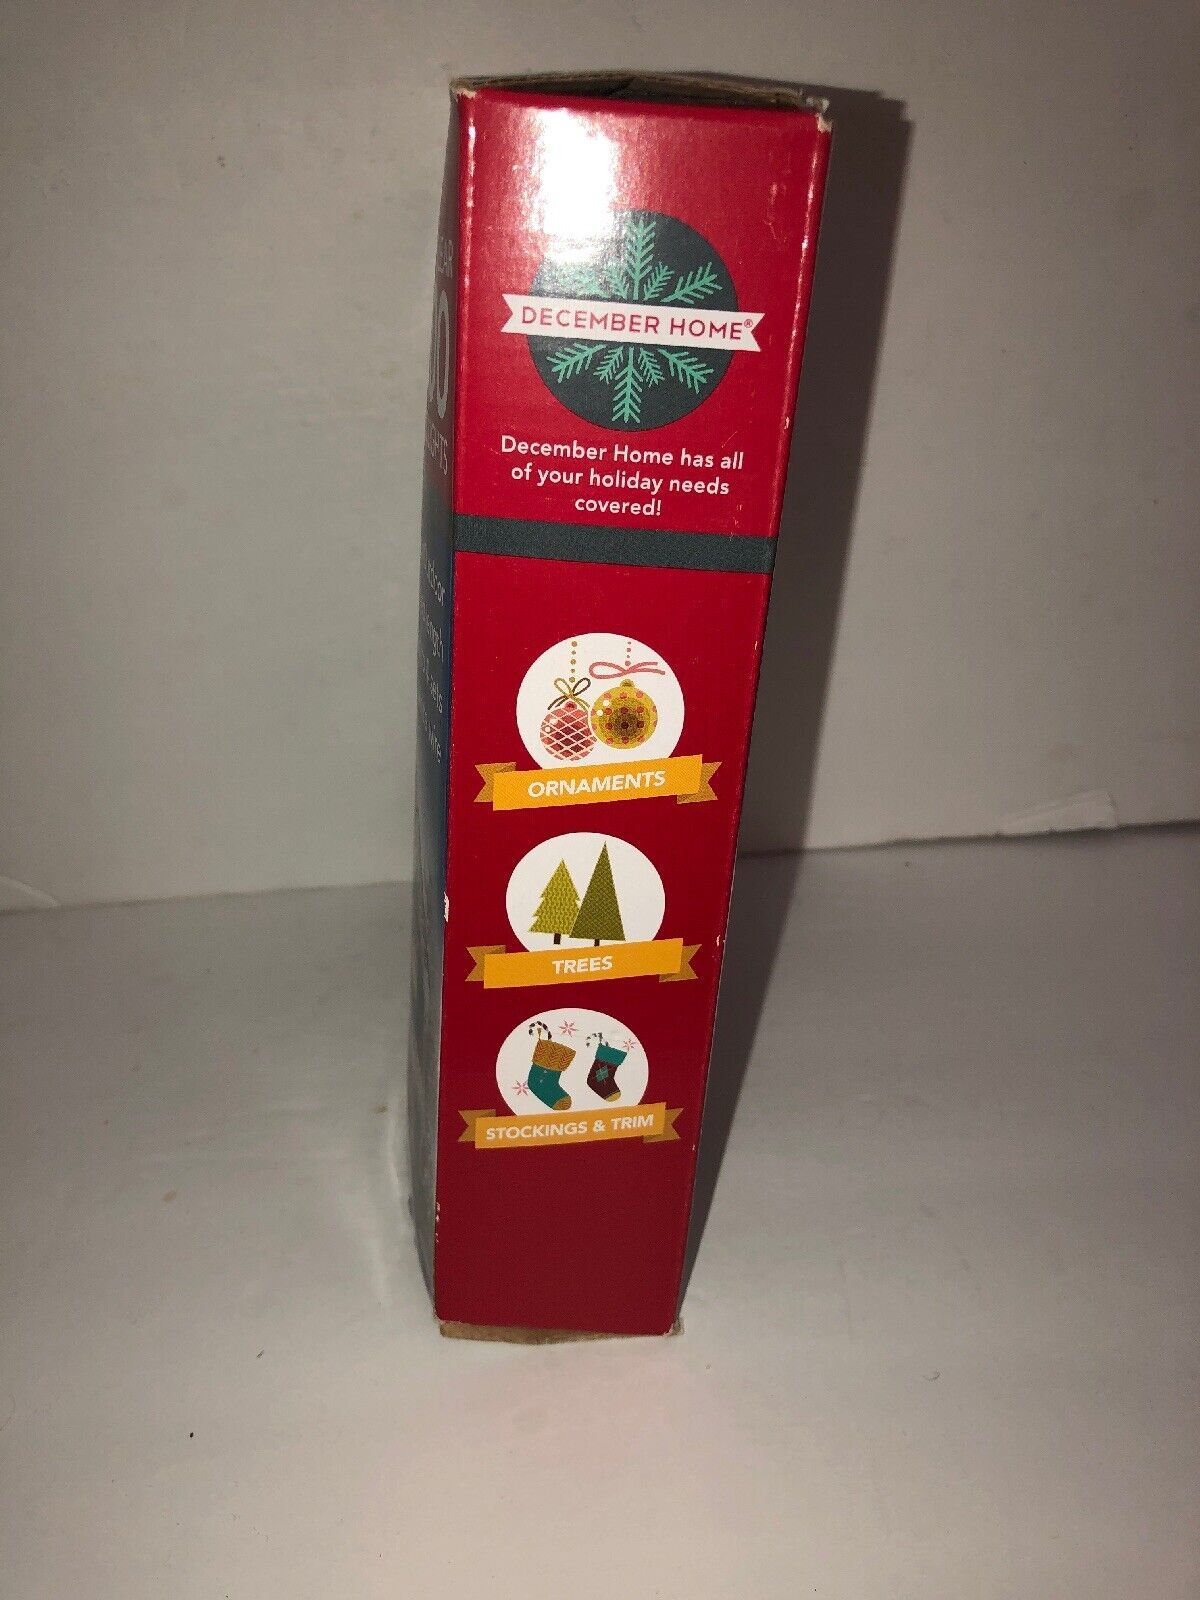 DECEMBER HOME®
December Home has all
of your holiday needs
covered!
ORNAMENTS
TREES
STOCKINGS & TRIM